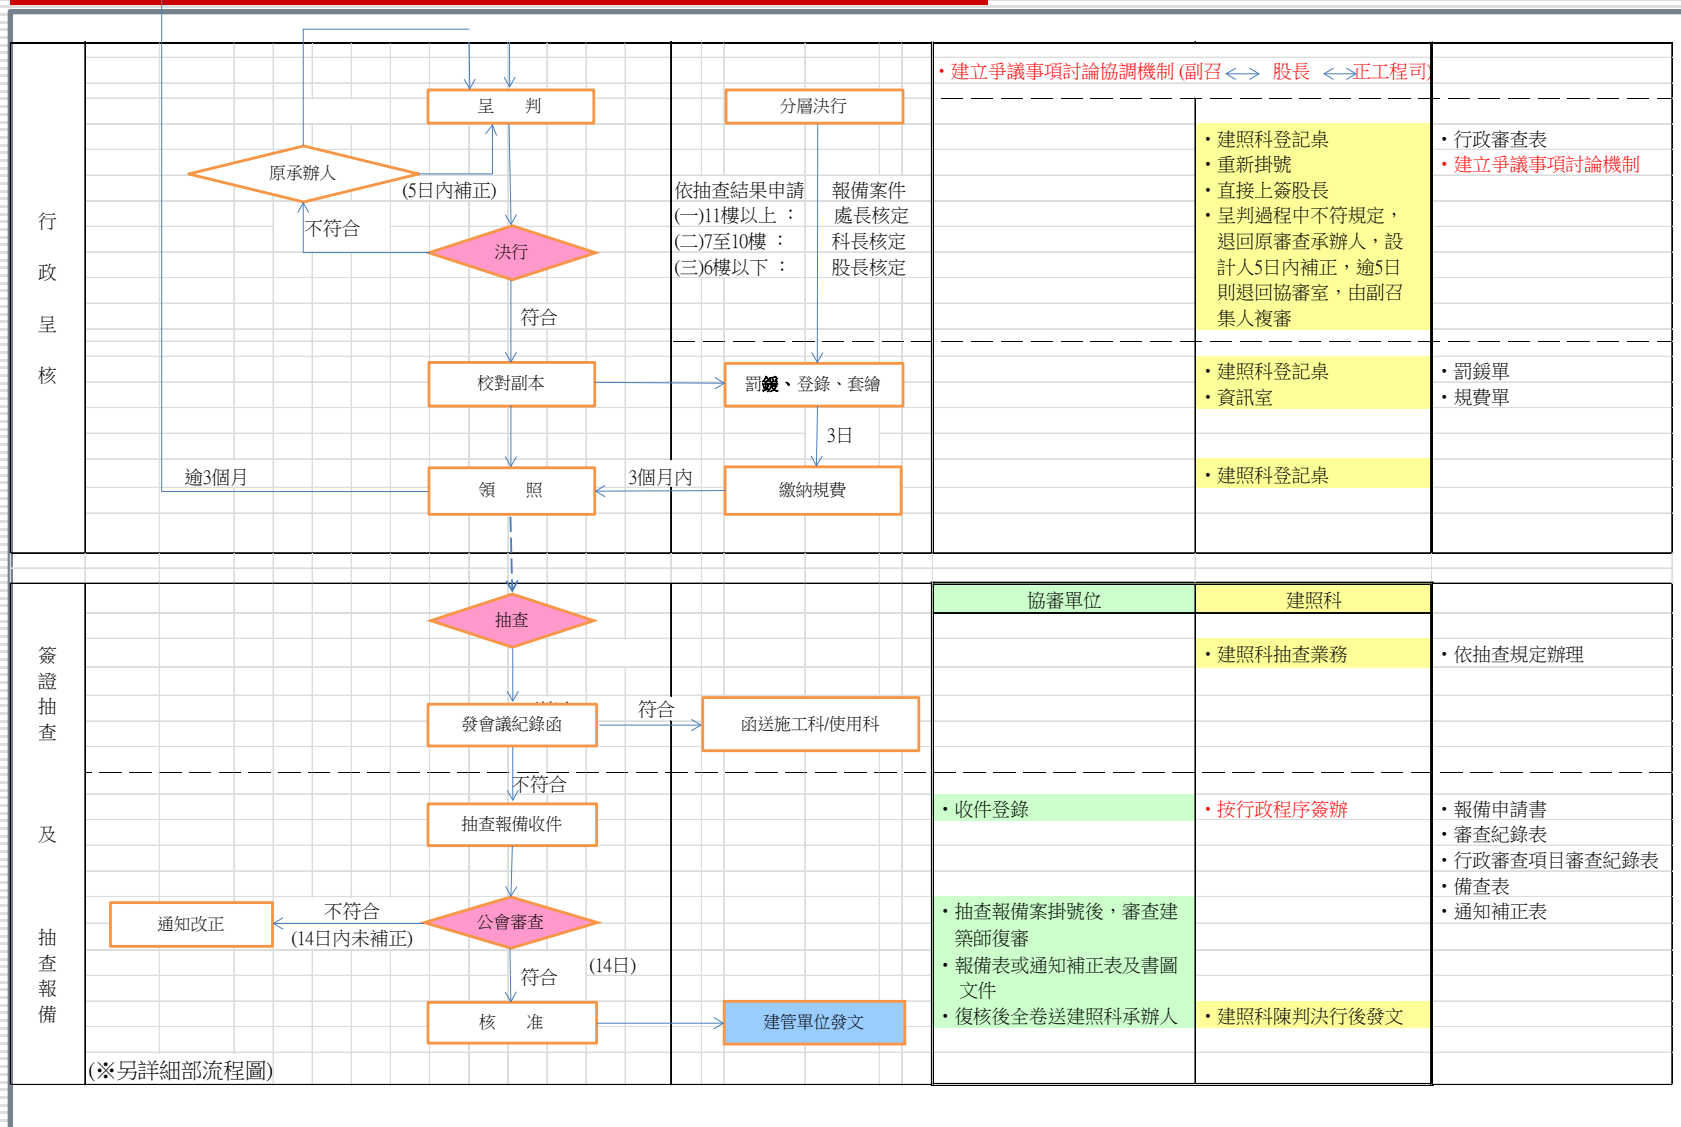 ・建立爭議事項討論協調機制 (副召 股長 正工程司)
呈 判
分層決行
・建照科登記桌
・重新掛號
・直接上簽股長
・呈判過程中不符規定，
退回原審查承辦人，設
計人5日內補正，逾5日
則退回協審室，由副召
集人複審
・行政審查表
・建立爭議事項討論機制
原承辦人
(5日內補正)
依抽查結果申請 報備案件
(一)11樓以上 ： 處長核定
(二)7至10樓 ： 科長核定
(三)6樓以下 ： 股長核定
不符合
決行
行政呈核
符合
校對副本
罰鍰、登錄、套繪
・建照科登記桌
・資訊室
・罰鍰單
・規費單
3日
逾3個月
領 照
3個月內
繳納規費
・建照科登記桌
抽查
協審單位
建照科
簽證抽查
及
抽查報備
・建照科抽查業務
・依抽查規定辦理
發會議紀錄函
符合
函送施工科/使用科
不符合
抽查報備收件
・收件登錄
・按行政程序簽辦
・報備申請書
・審查紀錄表
・行政審查項目審查紀錄表
・備查表
・通知補正表
通知改正
不符合
(14日內未補正)
公會審查
・抽查報備案掛號後，審查建
築師復審
・報備表或通知補正表及書圖
文件
・復核後全卷送建照科承辦人
符合
(14日)
核 准
建管單位發文
・建照科陳判決行後發文
(※另詳細部流程圖)